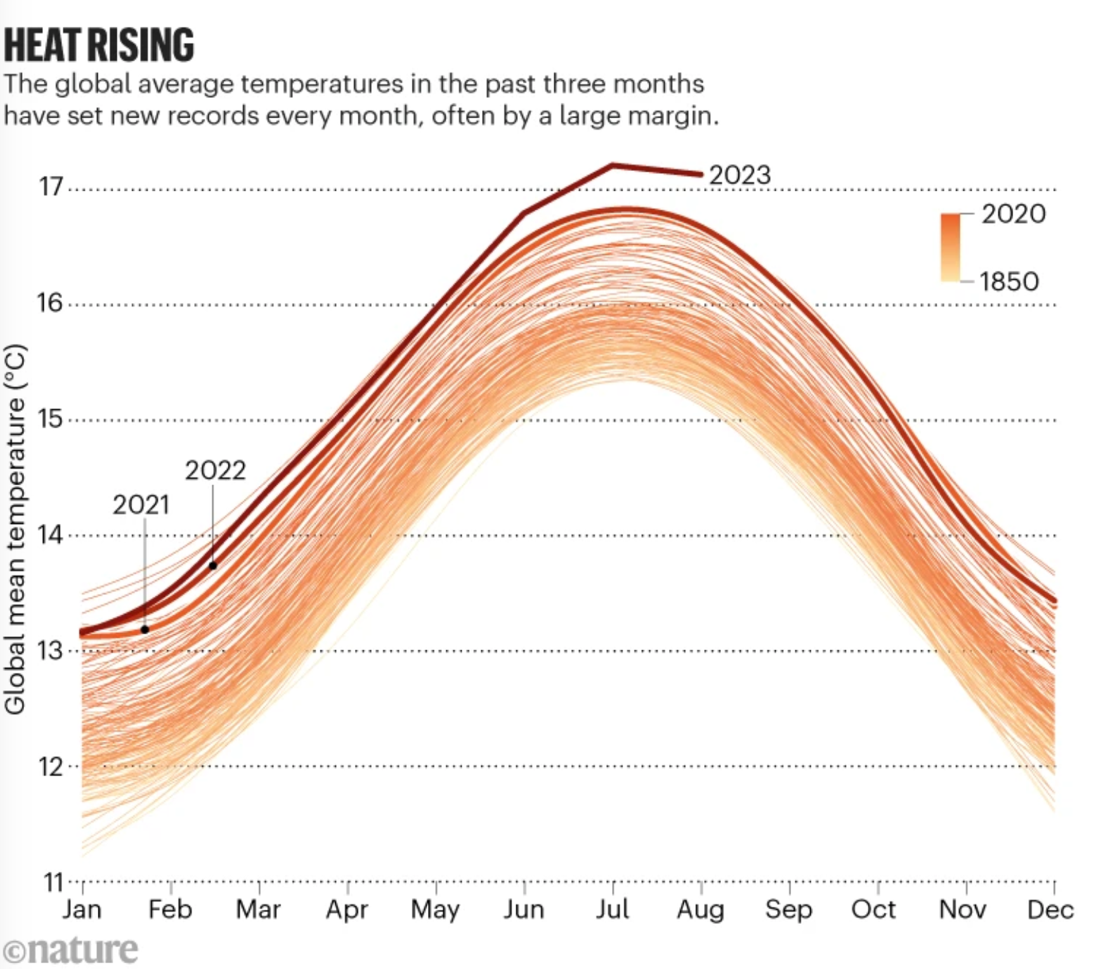 HEAT RISING
The global average temperatures in the past three months
have set new records every month, often by a large margin.
17
2023
2020
1850
16
Global mean temperature (°C)
15
2022
2021
14
13
12
11
Jan Feb Mar Apr May Jun Jul Aug Sep Oct Nov Dec
©nature